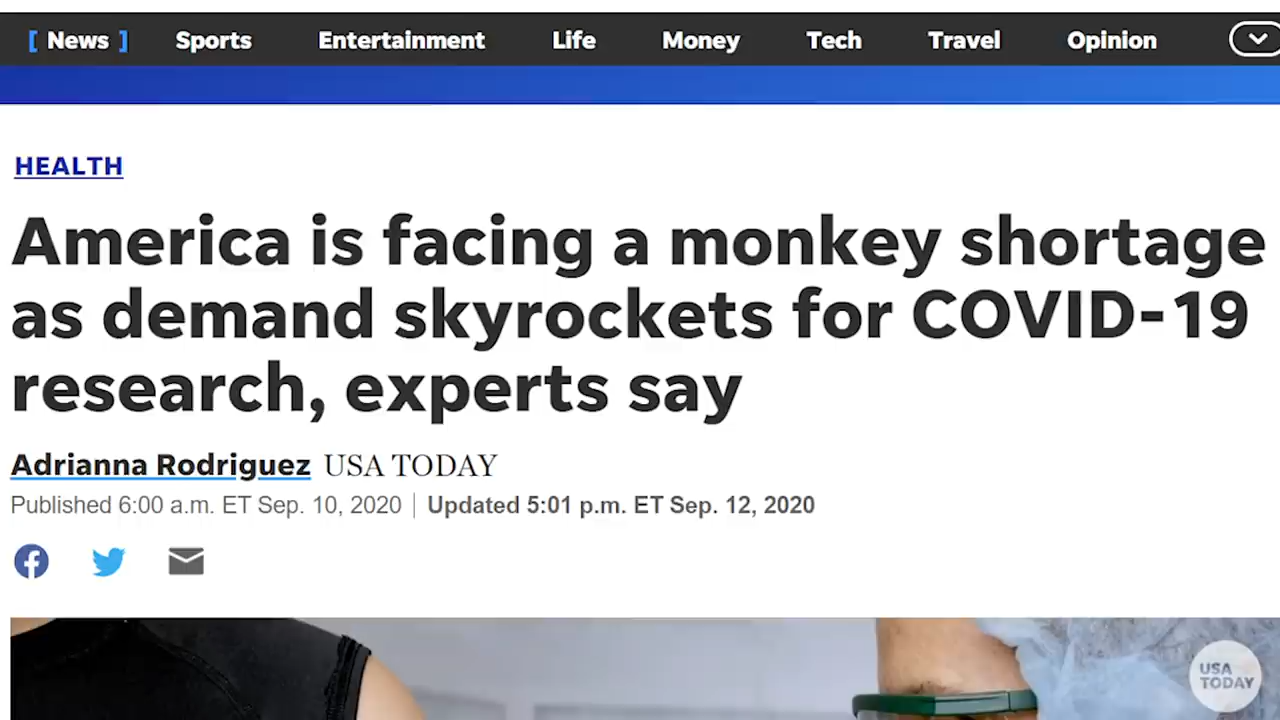 [ News ] Sports Entertainment Life Money Tech Travel Opinion
HEALTH
America is facing a monkey shortage
as demand skyrockets for COVID-19
research, experts say
Adrianna Rodriguez USA TODAY
Published 6:00 a.m. ET Sep. 10, 2020 | Updated 5:01 p.m. ET Sep. 12, 2020
USA
TODAY